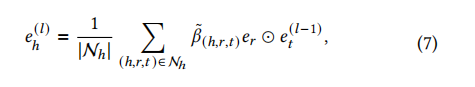 $e_h^{(l)} = \frac{1}{|\mathcal{N}_h|} \sum_{(h,r,t) \in \mathcal{N}_h} \tilde{\beta}_{(h,r,t)} e_r \odot e_t^{(l-1)},$ (7)